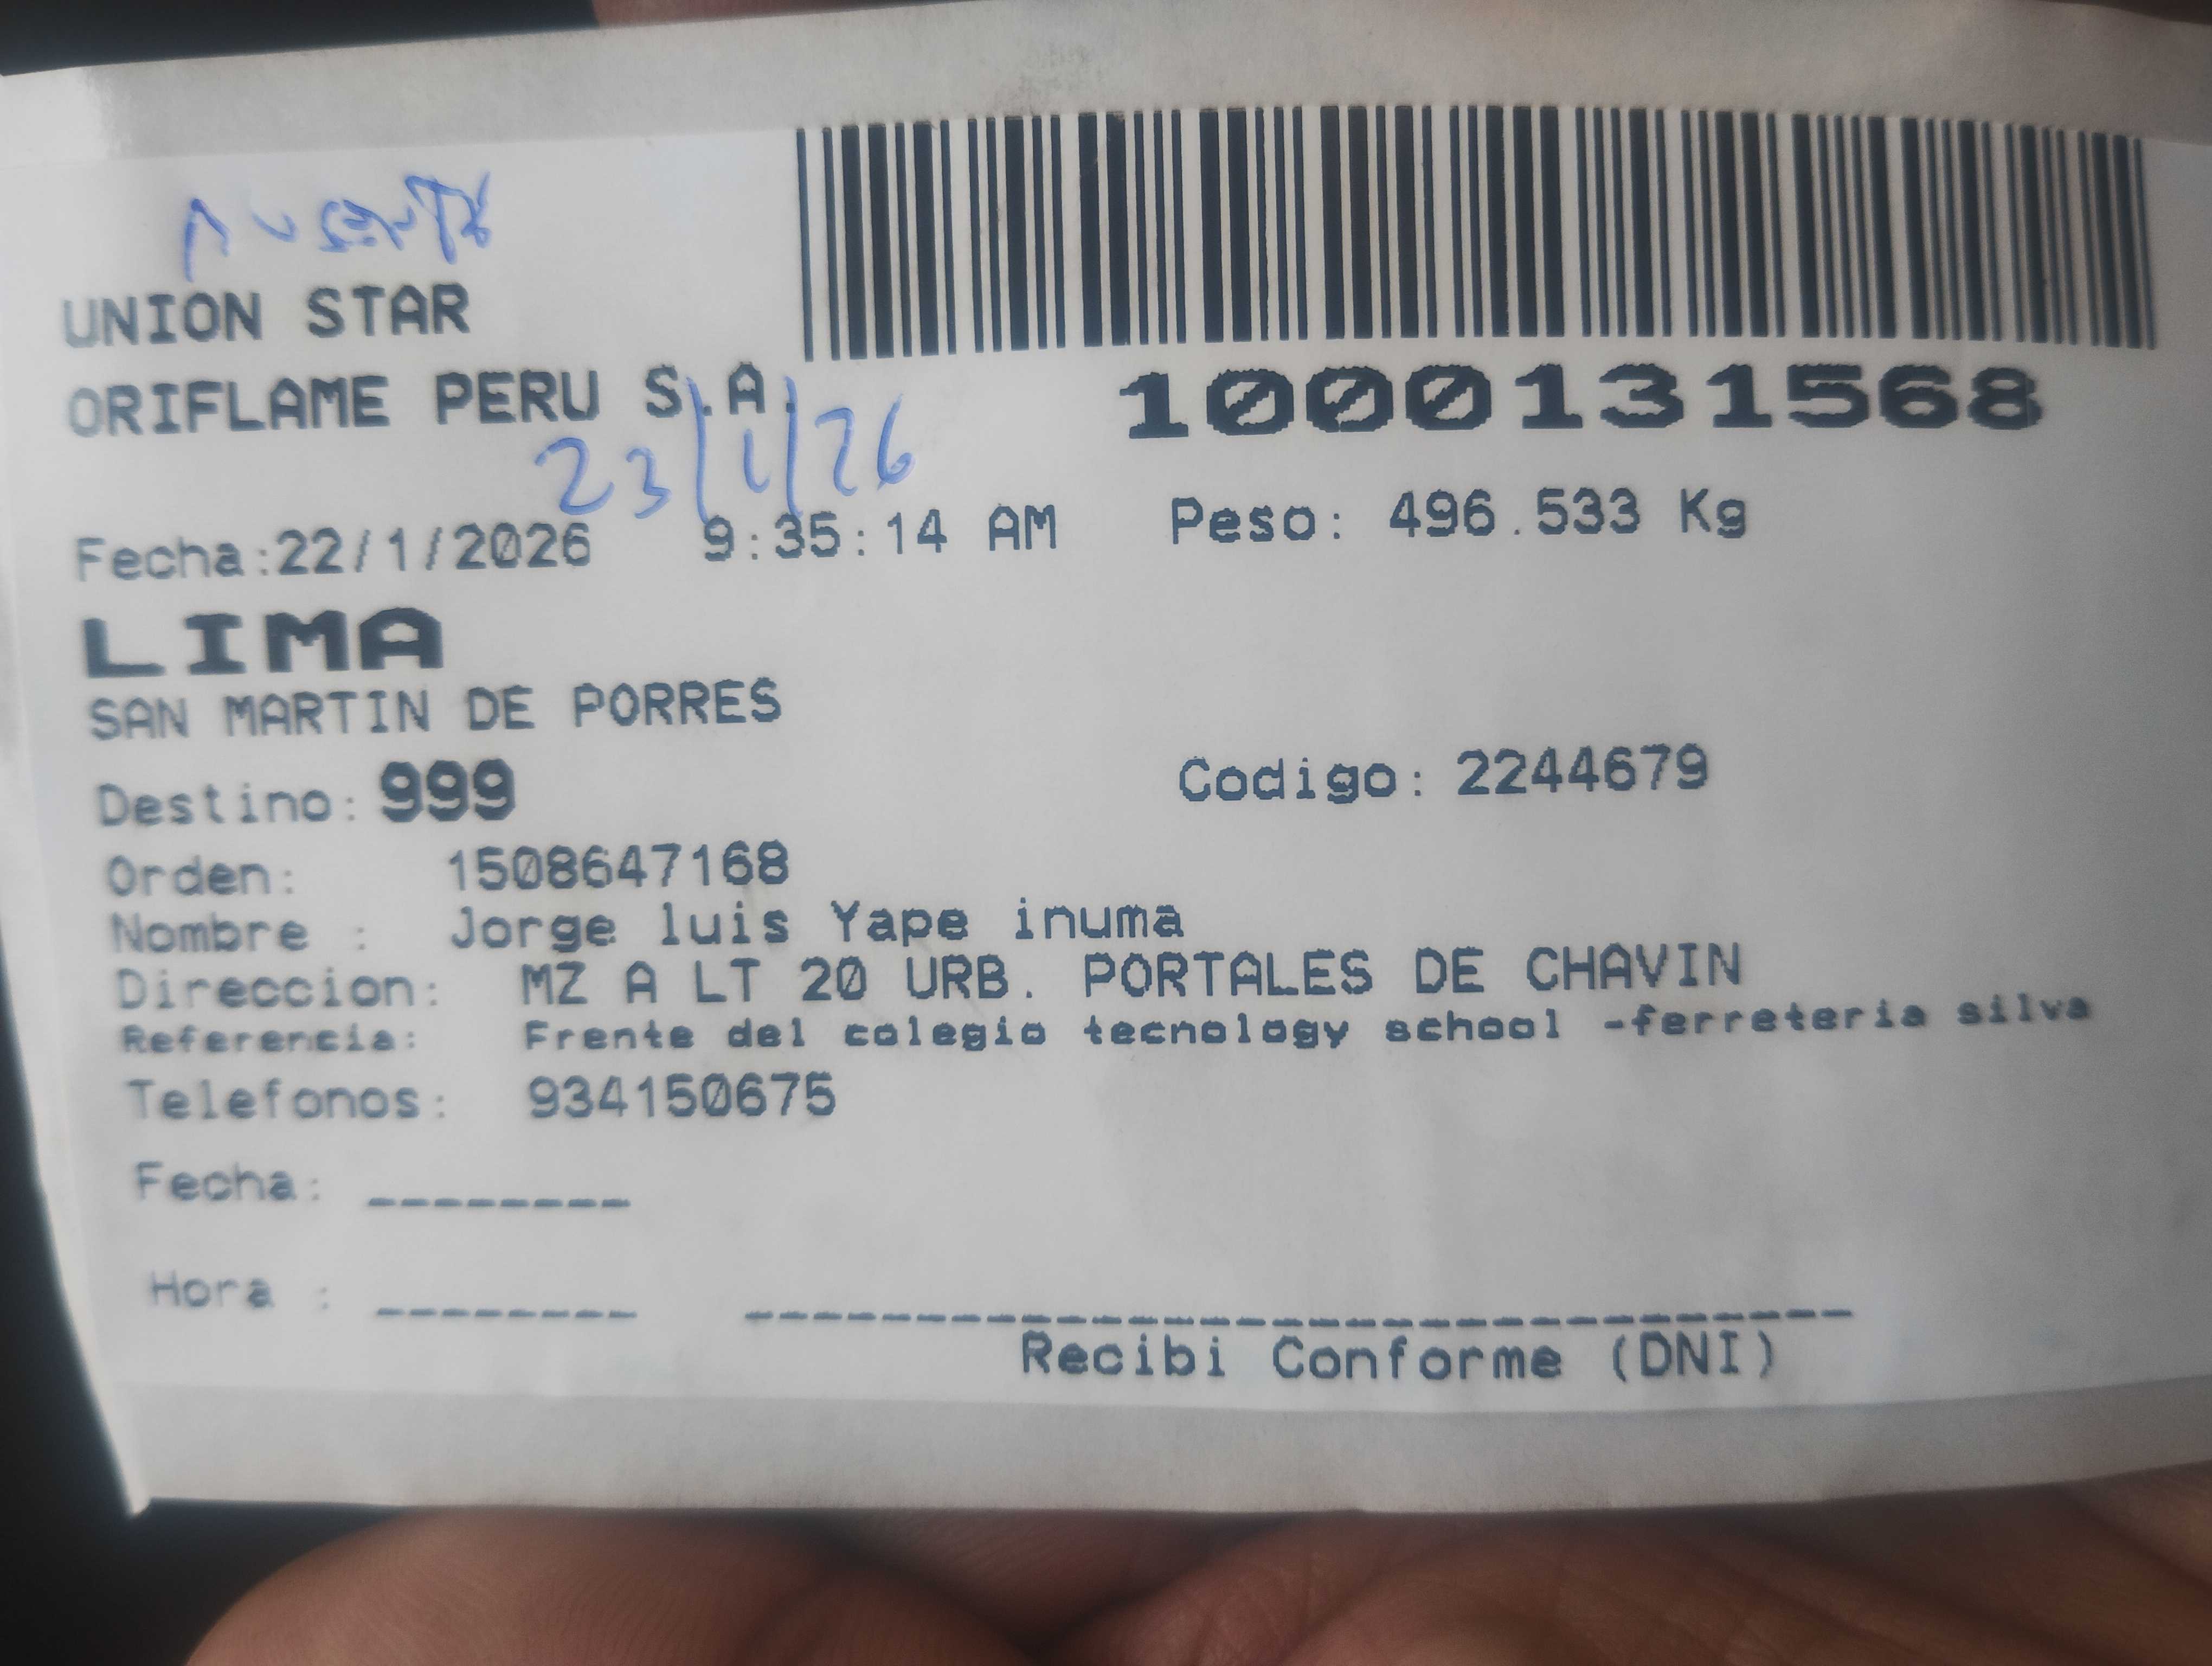 Ausente
UNION STAR
ORIFLAME PERU S.A.
1000131568
23/1/26
Fecha:22/1/2026 9:35:14 AM Peso: 496.533 Kg
LIMA
SAN MARTIN DE PORRES
Destino: 999 Codigo: 2244679
Orden: 1508647168
Nombre : Jorge luis Yape inuma
Direccion: MZ A LT 20 URB. PORTALES DE CHAVIN
Referencia: Frente del colegio tecnology school -ferreteria silva
Telefonos: 934150675
Fecha: ________
Hora : ________
Recibi Conforme (DNI)